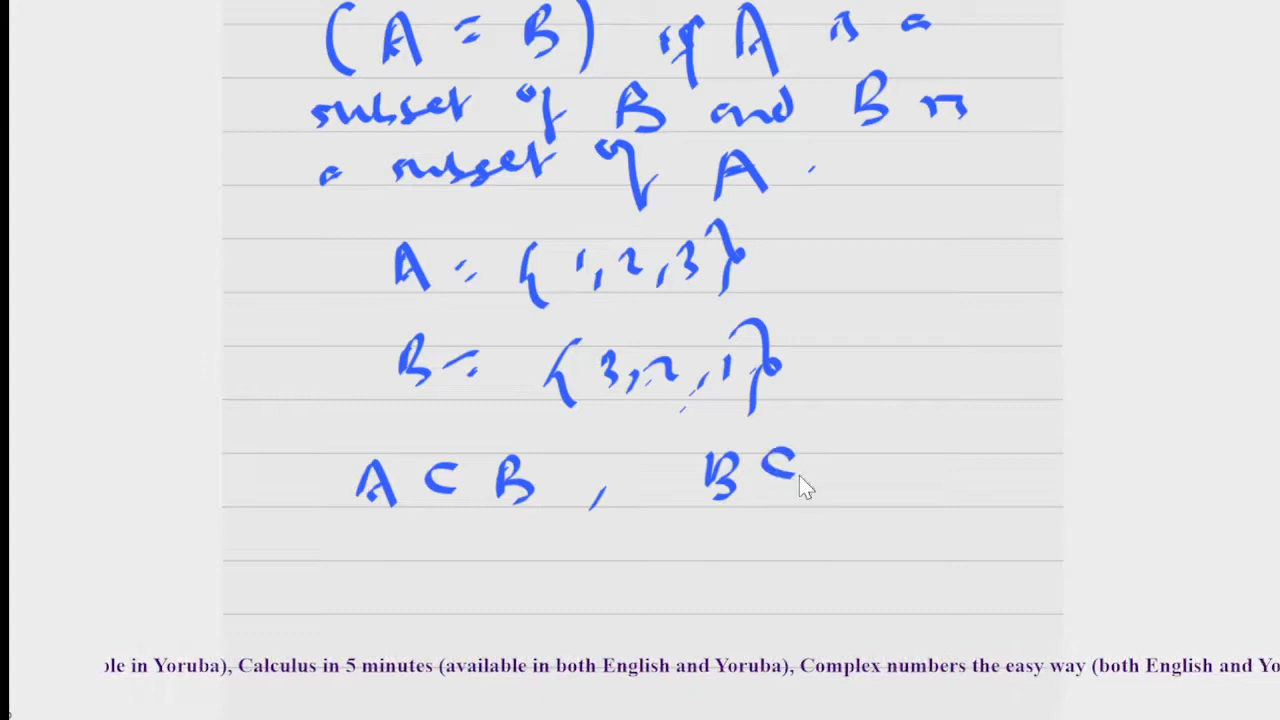 (A = B) if A is a
subset of B and B is
a subset of A.
A = {1, 2, 3}
B = {3, 2, 1}
A ⊂ B , B ⊂
ole in Yoruba), Calculus in 5 minutes (available in both English and Yoruba), Complex numbers the easy way (both English and Yo